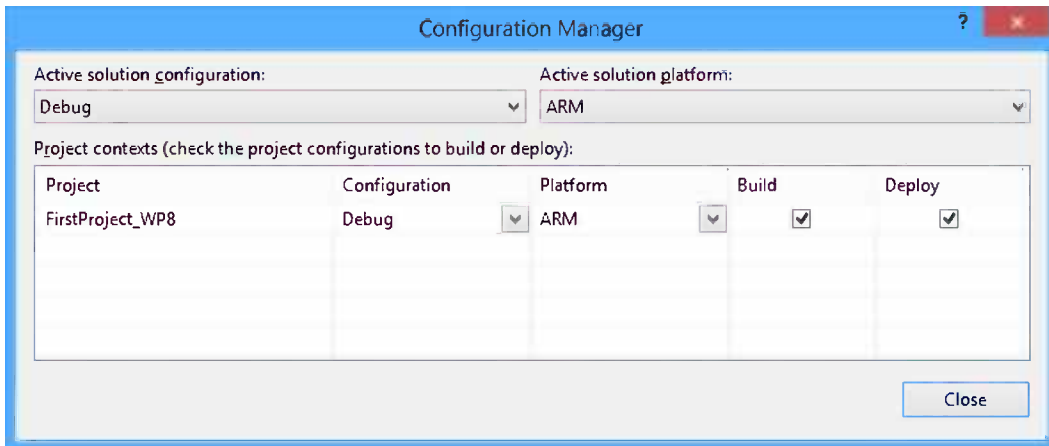 Configuration Manager
?
Active solution configuration: Active solution platform:
Debug ARM
Project contexts (check the project configurations to build or deploy):
Project Configuration Platform Build Deploy
FirstProject_WP8 Debug ARM
Close